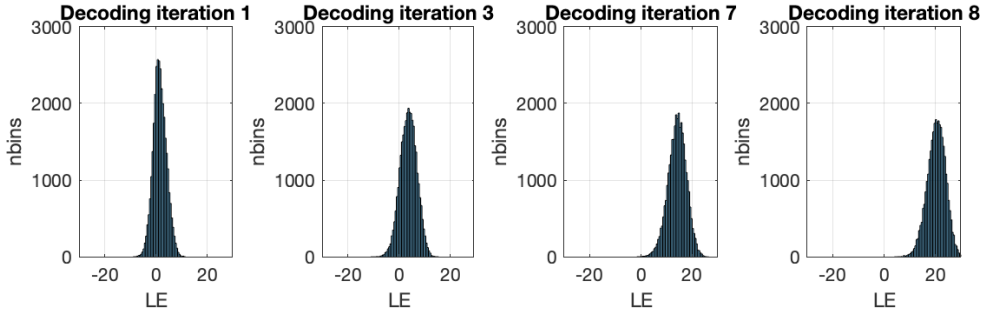 Decoding iteration 1
3000
2000
1000
0
nbins
-20 0 20
LE
Decoding iteration 3
3000
2000
1000
0
nbins
-20 0 20
LE
Decoding iteration 7
3000
2000
1000
0
nbins
-20 0 20
LE
Decoding iteration 8
3000
2000
1000
0
nbins
-20 0 20
LE